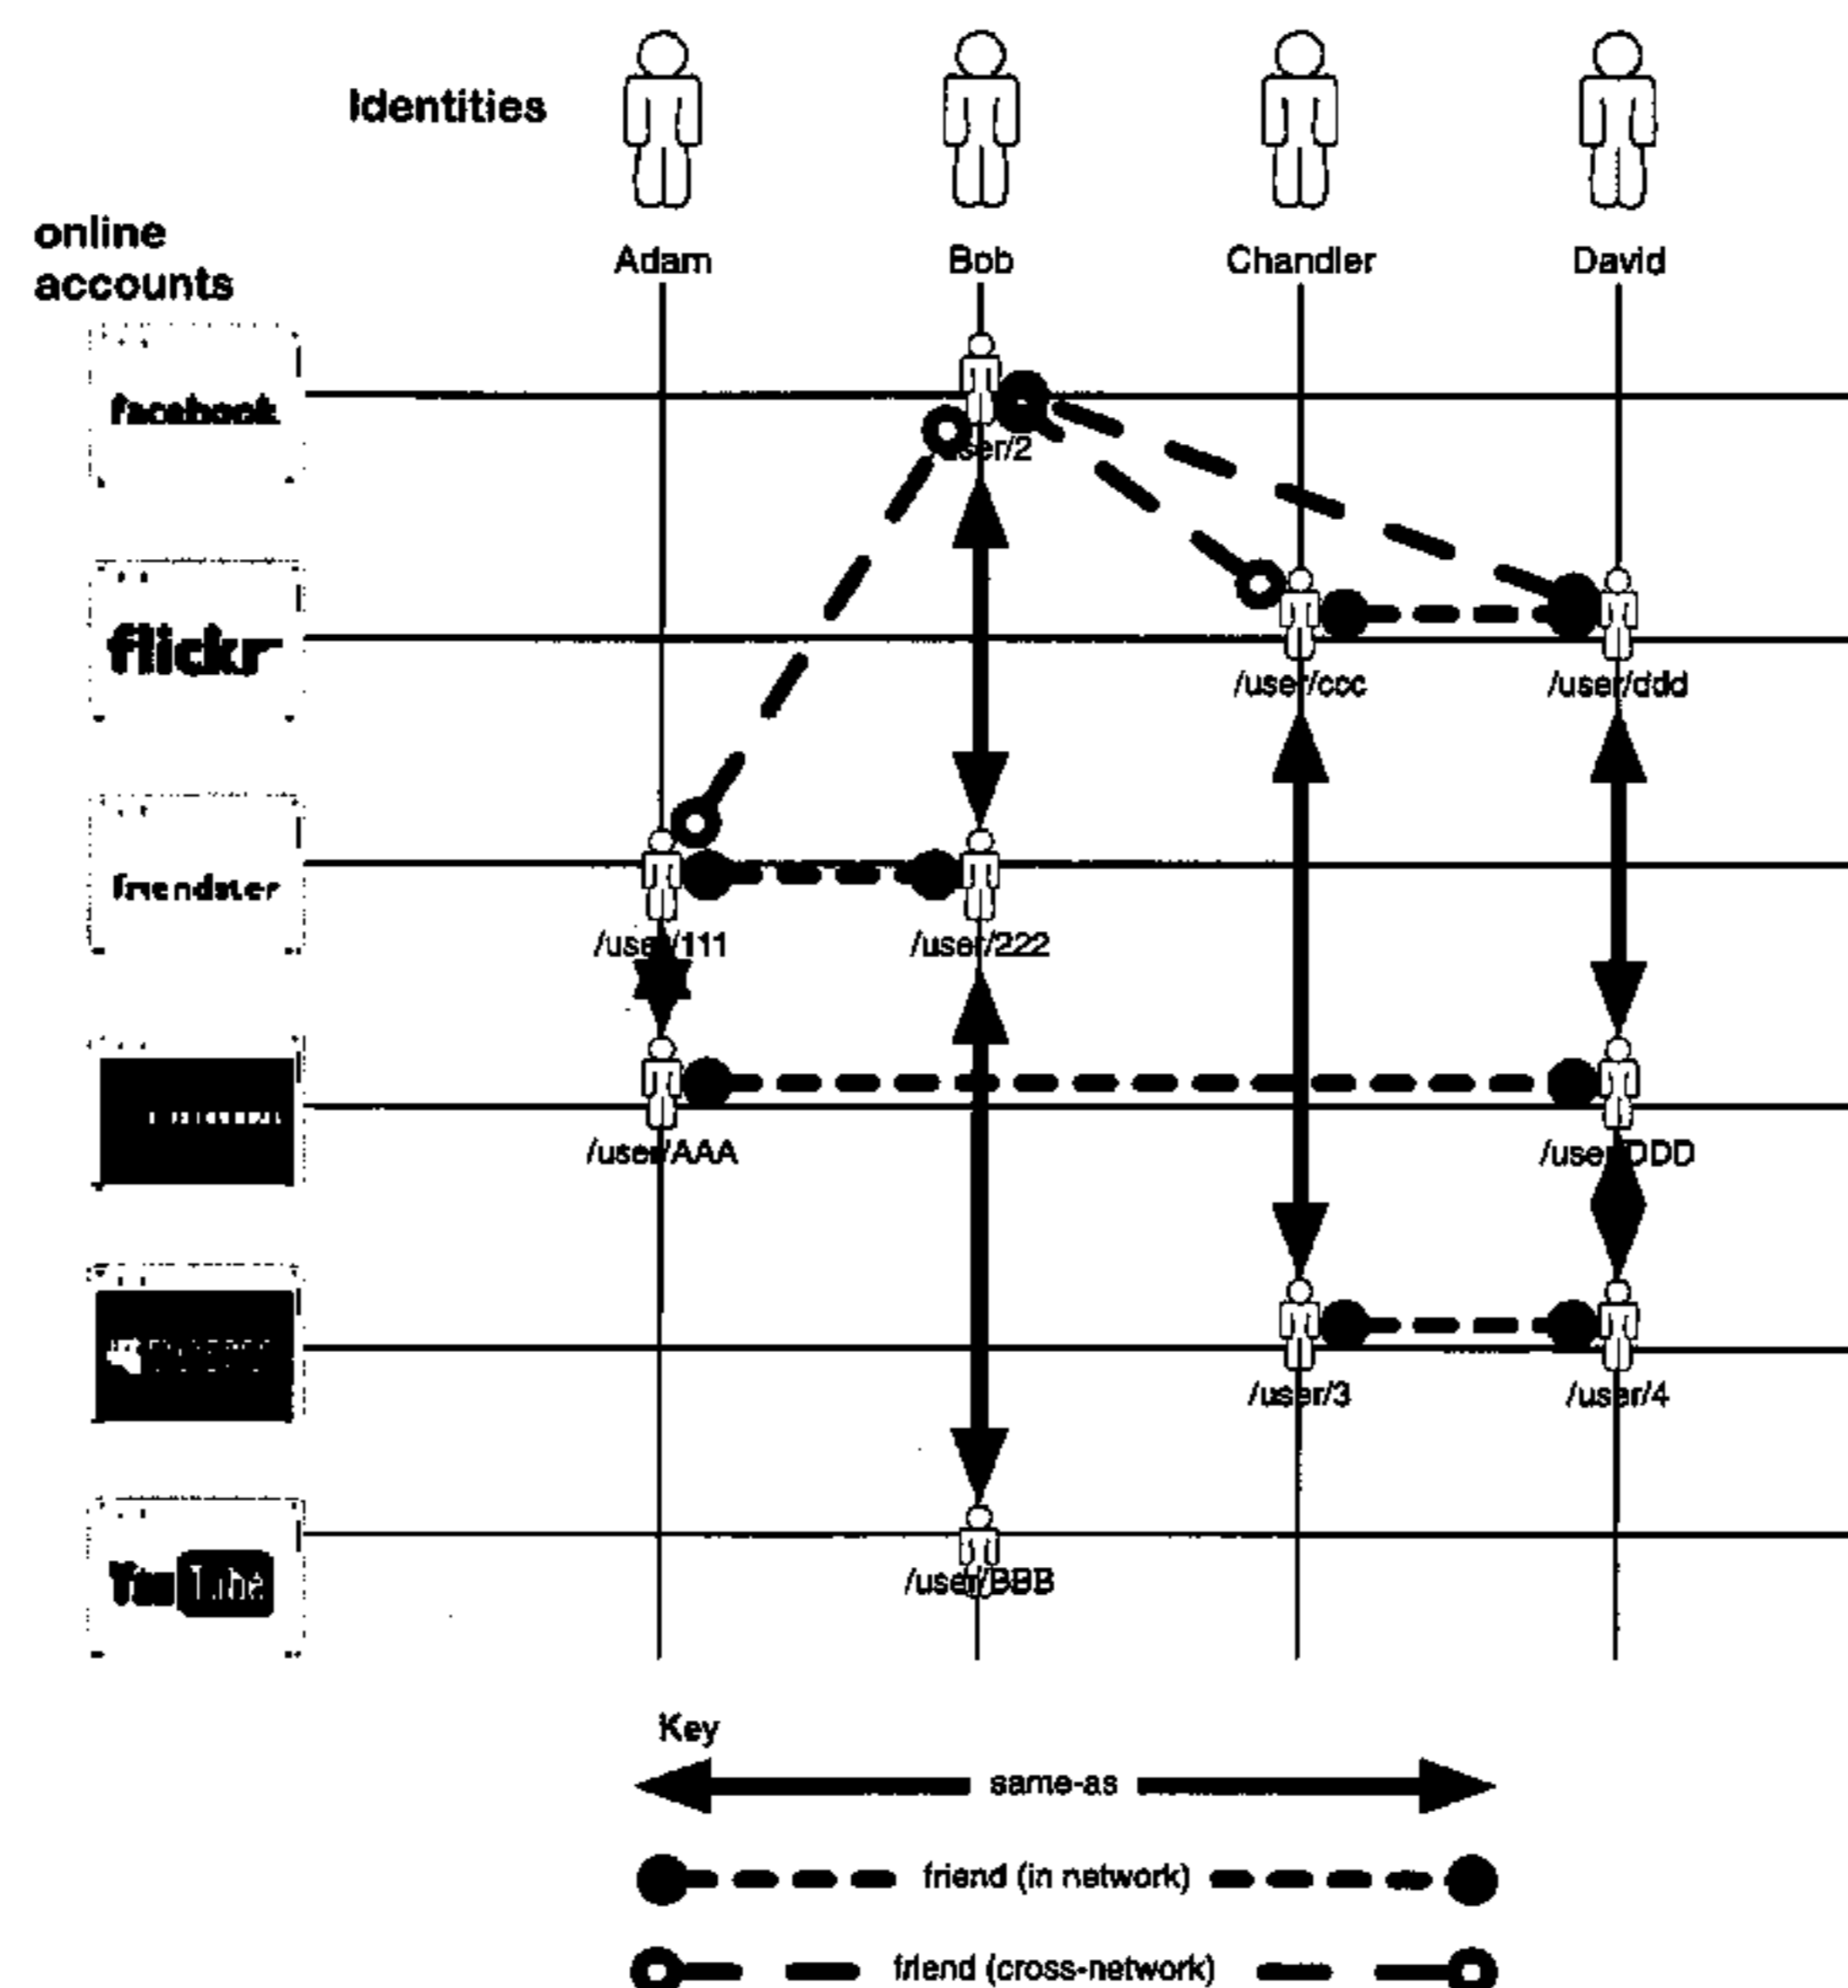 Identities
online
accounts
Adam
Bob
Chandler
David
facebook
user/2
flickr
/user/ccc
/user/ddd
friendster
/user/111
/user/222
/user/AAA
/user/DDD
/user/3
/user/4
YouTube
/user/BBB
Key
same-as
friend (in network)
friend (cross-network)